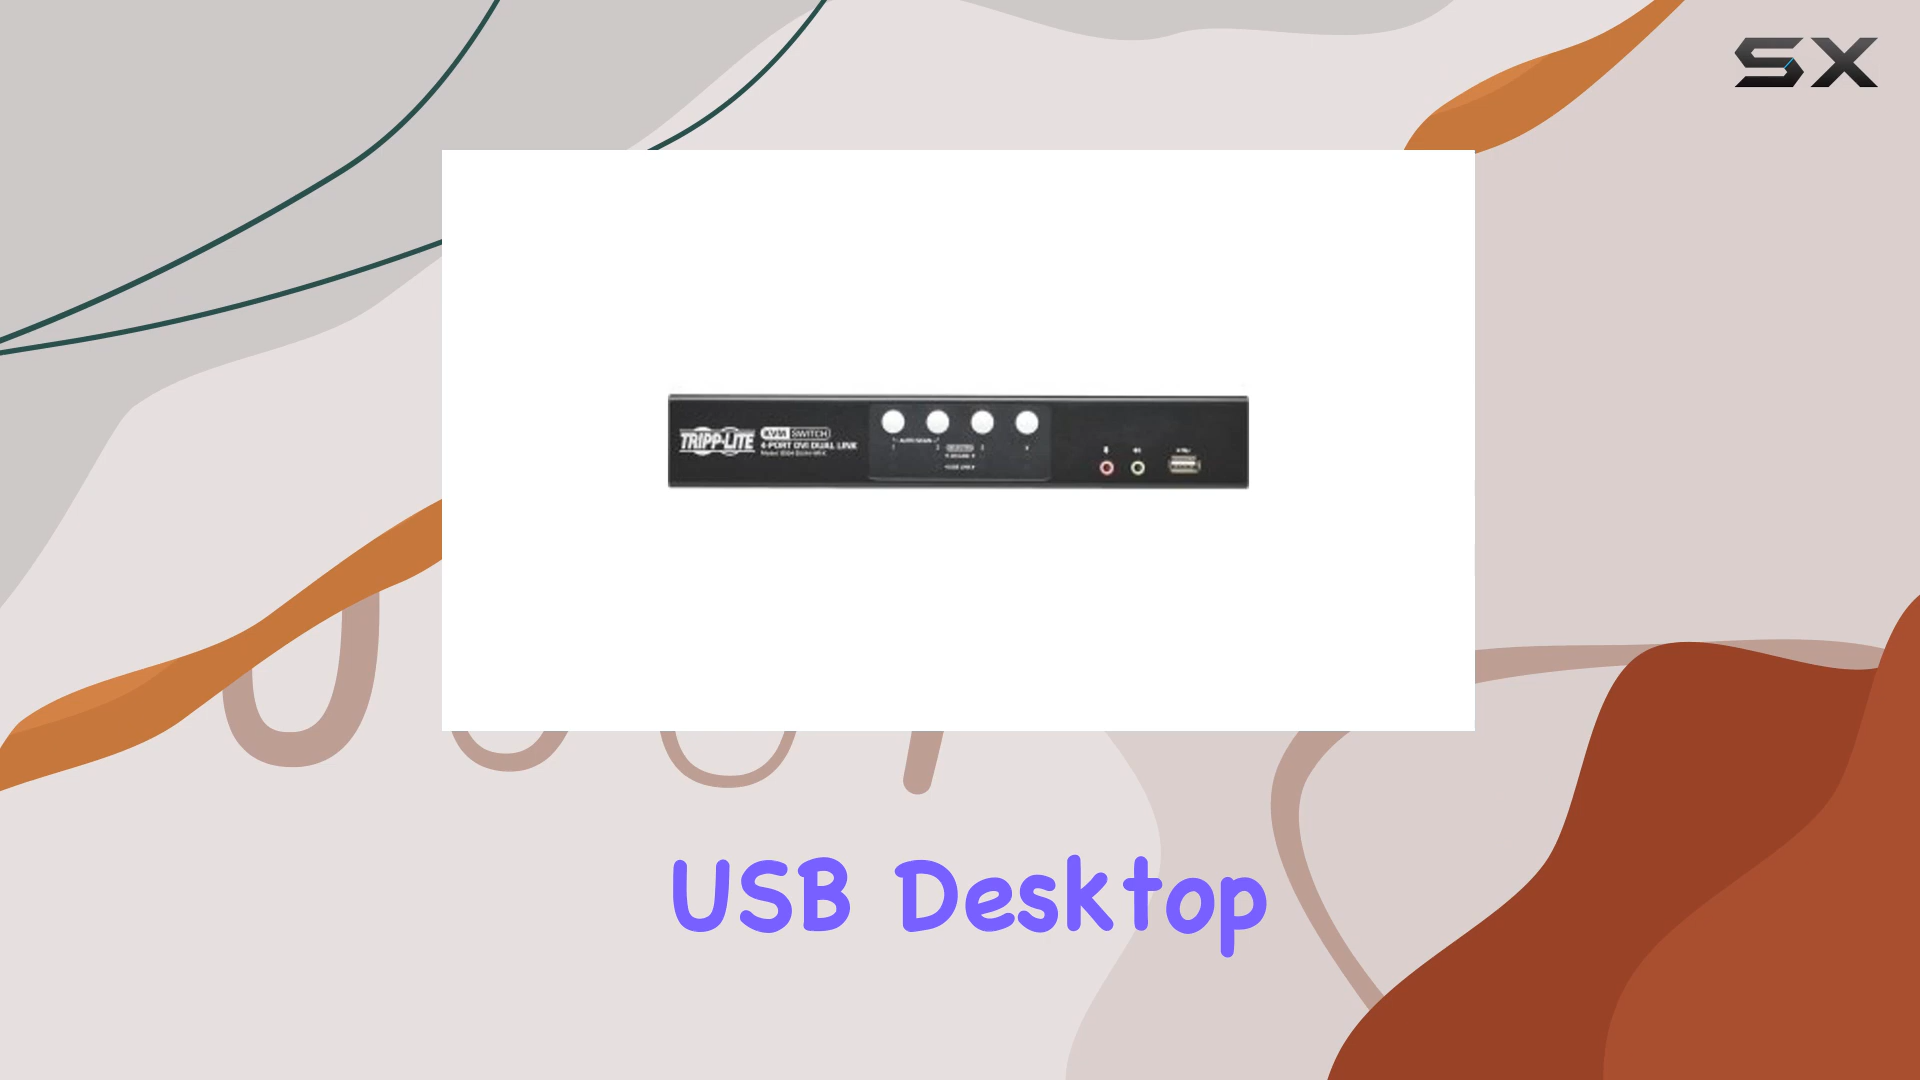 SX
TRIPP·LITE
KVM SWITCH
4-PORT DVI DUAL LINK
USB Desktop